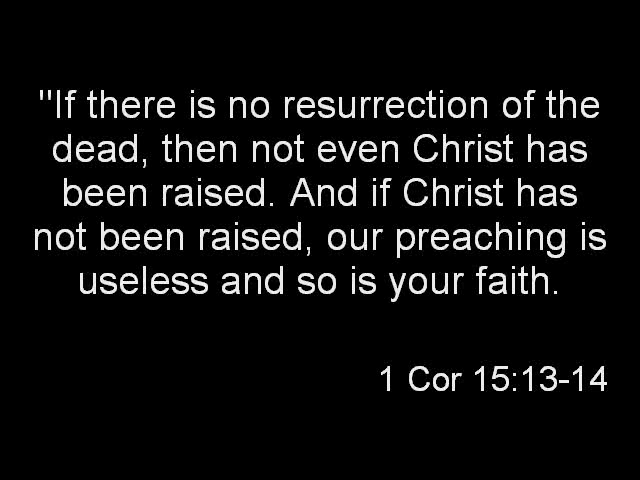 "If there is no resurrection of the
dead, then not even Christ has
been raised. And if Christ has
not been raised, our preaching is
useless and so is your faith.
1 Cor 15:13-14